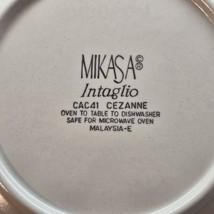 MIKASA®
Intaglio
CAC41 CEZANNE
OVEN TO TABLE TO DISHWASHER
SAFE FOR MICROWAVE OVEN
MALAYSIA-E